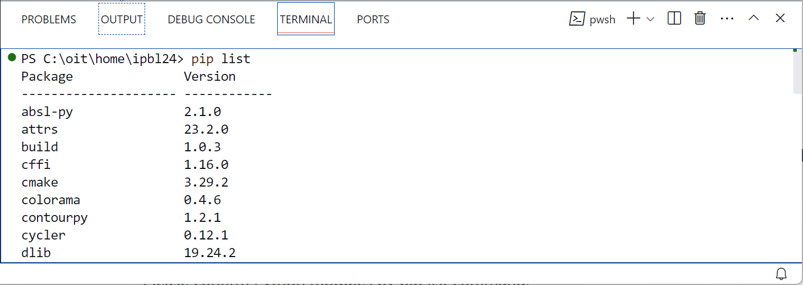 PROBLEMS OUTPUT DEBUG CONSOLE TERMINAL PORTS pwsh
PS C:\oit\home\ipbl24> pip list
Package Version
--------------------- ------------
absl-py 2.1.0
attrs 23.2.0
build 1.0.3
cffi 1.16.0
cmake 3.29.2
colorama 0.4.6
contourpy 1.2.1
cycler 0.12.1
dlib 19.24.2